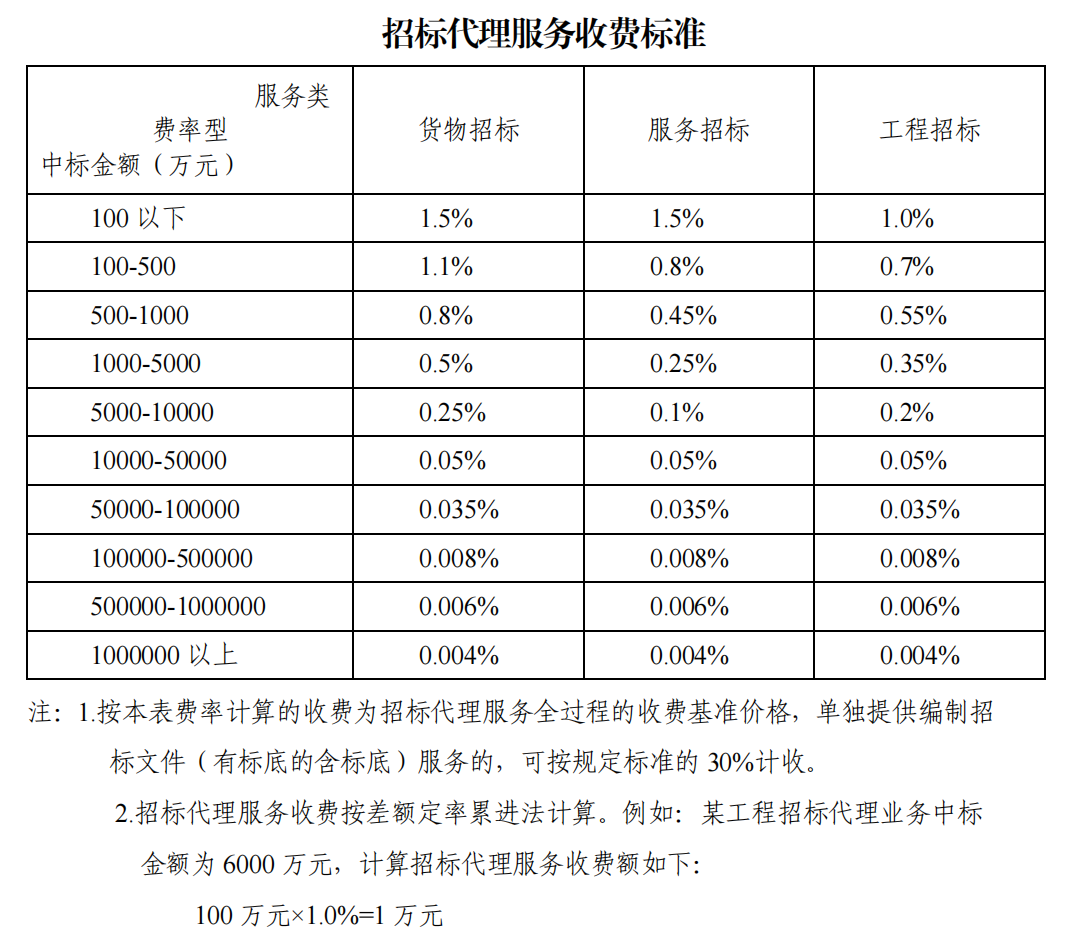 招标代理服务收费标准
服务类
费率型
中标金额（万元）
货物招标 服务招标 工程招标
100 以下 1.5% 1.5% 1.0%
100-500 1.1% 0.8% 0.7%
500-1000 0.8% 0.45% 0.55%
1000-5000 0.5% 0.25% 0.35%
5000-10000 0.25% 0.1% 0.2%
10000-50000 0.05% 0.05% 0.05%
50000-100000 0.035% 0.035% 0.035%
100000-500000 0.008% 0.008% 0.008%
500000-1000000 0.006% 0.006% 0.006%
1000000 以上 0.004% 0.004% 0.004%
注：1.按本表费率计算的收费为招标代理服务全过程的收费基准价格，单独提供编制招
标文件（有标底的含标底）服务的，可按规定标准的 30%计收。
2.招标代理服务收费按差额定率累进法计算。例如：某工程招标代理业务中标
金额为 6000 万元，计算招标代理服务收费额如下：
100 万元×1.0%=1 万元